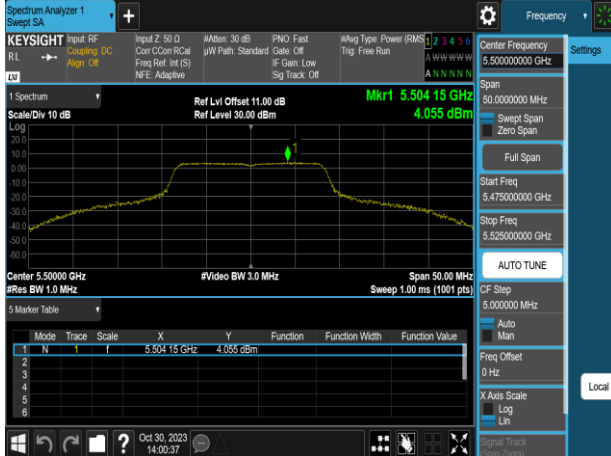 Spectrum Analyzer 1
Swept SA
+
Frequency
KEYSIGHT
RL
LXI
Input: RF
Coupling: DC
Align: Off
Input Z: 50 Ω
Corr CCorr RCal
Freq Ref: Int (S)
NFE: Adaptive
#Atten: 30 dB
µW Path: Standard
PNO: Fast
Gate: Off
IF Gain: Low
Sig Track: Off
#Avg Type: Power (RMS
Trig: Free Run
1 2 3 4 5 6
A W W W W W
A N N N N N
1 Spectrum
Scale/Div 10 dB
Log
Ref Lvl Offset 11.00 dB
Ref Level 30.00 dBm
Mkr1 5.504 15 GHz
4.055 dBm
1
20.0
10.0
0.00
-10.0
-20.0
-30.0
-40.0
-50.0
-60.0
Center 5.50000 GHz
#Res BW 1.0 MHz
#Video BW 3.0 MHz
Span 50.00 MHz
Sweep 1.00 ms (1001 pts)
5 Marker Table
Mode Trace Scale X Y Function Function Width Function Value
1 N 1 f 5.504 15 GHz 4.055 dBm
2
3
4
5
6
Oct 30, 2023
14:00:37
Center Frequency
5.500000000 GHz
Settings
Span
50.0000000 MHz
Swept Span
Zero Span
Full Span
Start Freq
5.475000000 GHz
Stop Freq
5.525000000 GHz
AUTO TUNE
CF Step
5.000000 MHz
Auto
Man
Freq Offset
0 Hz
X Axis Scale
Log
Lin
Local
Signal Track
(Span Zoom)